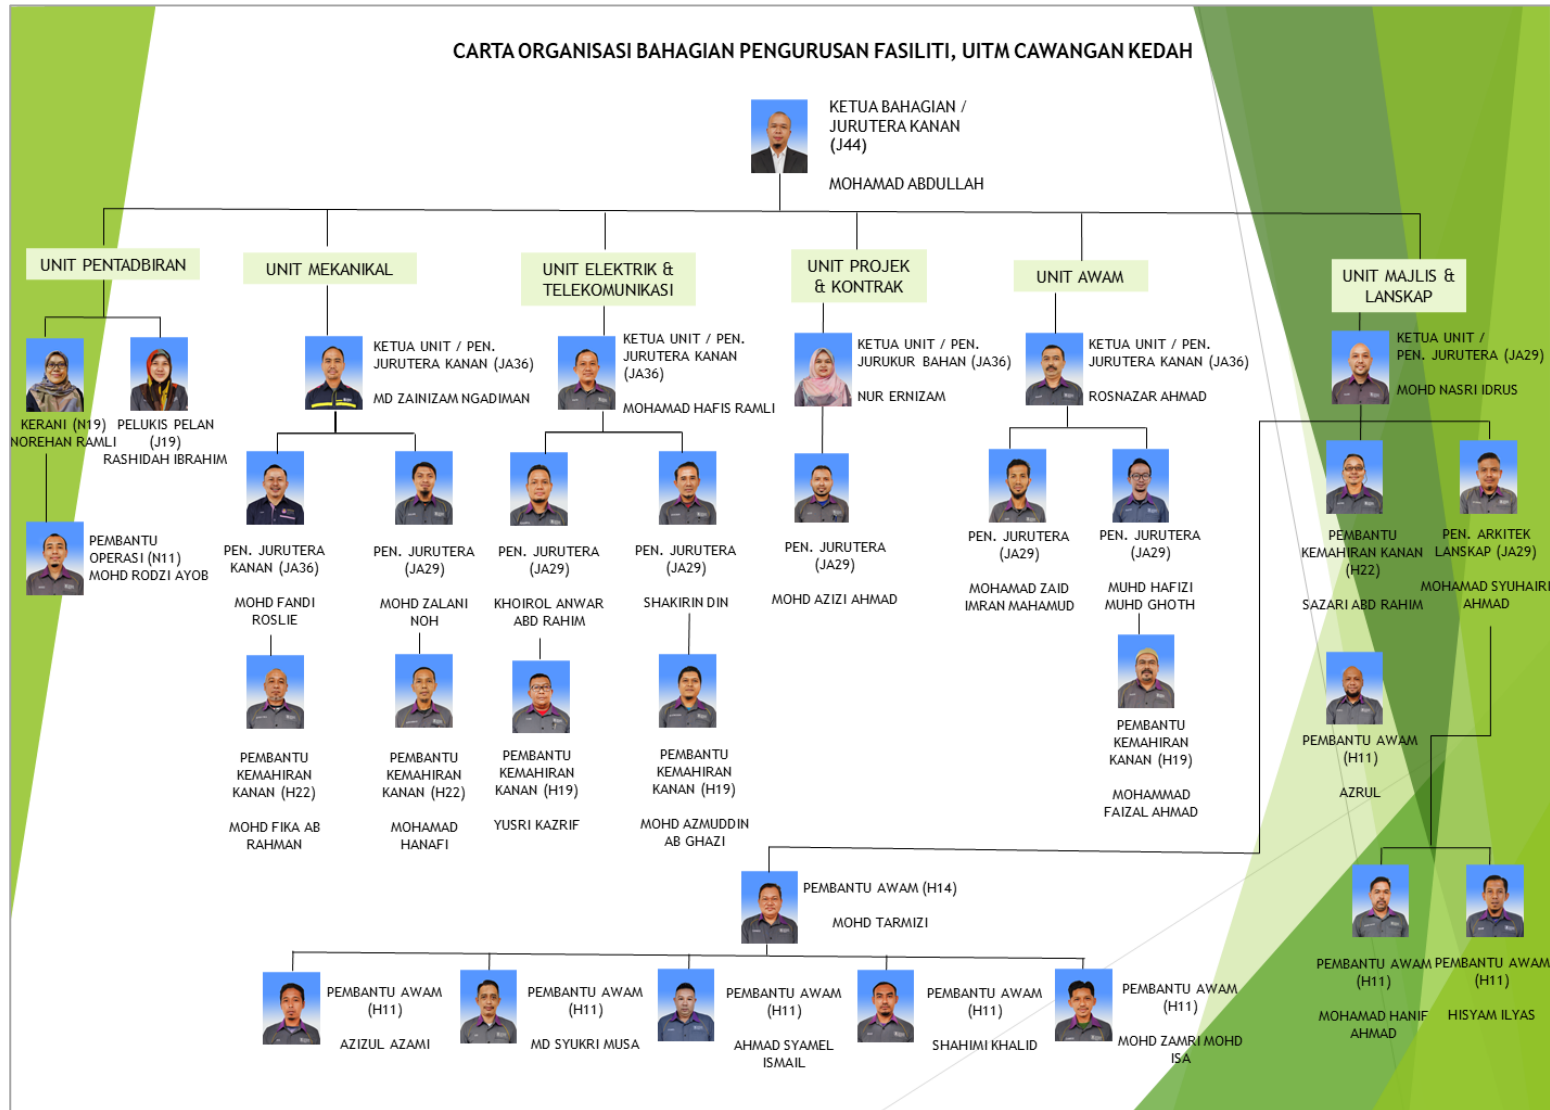 CARTA ORGANISASI BAHAGIAN PENGURUSAN FASILITI, UITM CAWANGAN KEDAH
KETUA BAHAGIAN /
JURUTERA KANAN
(J44)
MOHAMAD ABDULLAH
UNIT PENTADBIRAN
KERANI (N19)
NOREHAN RAMLI
PELUKIS PELAN
(J19)
RASHIDAH IBRAHIM
PEMBANTU
OPERASI (N11)
MOHD RODZI AYOB
UNIT MEKANIKAL
KETUA UNIT / PEN.
JURUTERA KANAN (JA36)
MD ZAINIZAM NGADIMAN
PEN. JURUTERA
KANAN (JA36)
MOHD FANDI
ROSLIE
PEN. JURUTERA
(JA29)
MOHD ZALANI
NOH
PEMBANTU
KEMAHIRAN
KANAN (H22)
MOHD FIKA AB
RAHMAN
PEMBANTU
KEMAHIRAN
KANAN (H22)
MOHAMAD
HANAFI
UNIT ELEKTRIK &
TELEKOMUNIKASI
KETUA UNIT / PEN.
JURUTERA KANAN
(JA36)
MOHAMAD HAFIS RAMLI
PEN. JURUTERA
(JA29)
KHOIROL ANWAR
ABD RAHIM
PEN. JURUTERA
(JA29)
SHAKIRIN DIN
PEMBANTU
KEMAHIRAN
KANAN (H19)
YUSRI KAZRIF
PEMBANTU
KEMAHIRAN
KANAN (H19)
MOHD AZMUDDIN
AB GHAZI
UNIT PROJEK
& KONTRAK
KETUA UNIT / PEN.
JURUKUR BAHAN (JA36)
NUR ERNIZAM
PEN. JURUTERA
(JA29)
MOHD AZIZI AHMAD
UNIT AWAM
KETUA UNIT / PEN.
JURUTERA KANAN (JA36)
ROSNAZAR AHMAD
PEN. JURUTERA
(JA29)
MOHAMAD ZAID
IMRAN MAHAMUD
PEN. JURUTERA
(JA29)
MUHD HAFIZI
MUHD GHOTH
PEMBANTU
KEMAHIRAN
KANAN (H19)
MOHAMMAD
FAIZAL AHMAD
UNIT MAJLIS &
LANSKAP
KETUA UNIT /
PEN. JURUTERA (JA29)
MOHD NASRI IDRUS
PEMBANTU
KEMAHIRAN KANAN
(H22)
SAZARI ABD RAHIM
PEN. ARKITEK
LANSKAP (JA29)
MOHAMAD SYUHAIRI
AHMAD
PEMBANTU AWAM
(H11)
AZRUL
PEMBANTU AWAM
(H11)
MOHAMAD HANIF
AHMAD
PEMBANTU AWAM
(H11)
HISYAM ILYAS
PEMBANTU AWAM (H14)
MOHD TARMIZI
PEMBANTU AWAM
(H11)
AZIZUL AZAMI
PEMBANTU AWAM
(H11)
MD SYUKRI MUSA
PEMBANTU AWAM
(H11)
AHMAD SYAMEL
ISMAIL
PEMBANTU AWAM
(H11)
SHAHIMI KHALID
PEMBANTU AWAM
(H11)
MOHD ZAMRI MOHD
ISA